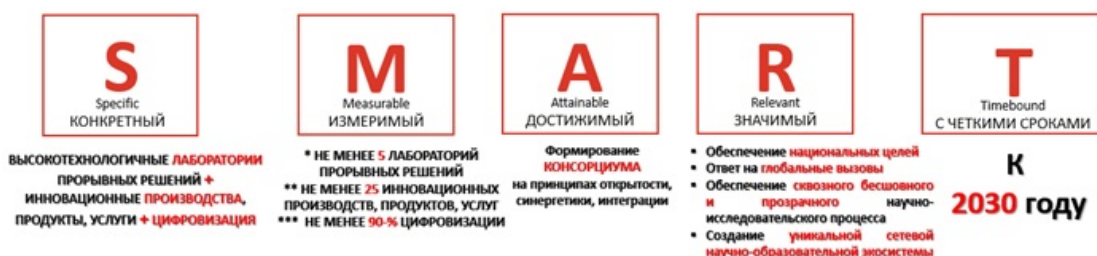 S
Specific
КОНКРЕТНЫЙ
ВЫСОКОТЕХНОЛОГИЧНЫЕ ЛАБОРАТОРИИ
ПРОРЫВНЫХ РЕШЕНИЙ +
ИННОВАЦИОННЫЕ ПРОИЗВОДСТВА,
ПРОДУКТЫ, УСЛУГИ + ЦИФРОВИЗАЦИЯ
M
Measurable
ИЗМЕРИМЫЙ
* НЕ МЕНЕЕ 5 ЛАБОРАТОРИЙ
ПРОРЫВНЫХ РЕШЕНИЙ
** НЕ МЕНЕЕ 25 ИННОВАЦИОННЫХ
ПРОИЗВОДСТВ, ПРОДУКТОВ, УСЛУГ
*** НЕ МЕНЕЕ 90-% ЦИФРОВИЗАЦИИ
A
Attainable
ДОСТИЖИМЫЙ
Формирование
КОНСОРЦИУМА
на принципах открытости,
синергетики, интеграции
R
Relevant
ЗНАЧИМЫЙ
▪ Обеспечение национальных целей
▪ Ответ на глобальные вызовы
▪ Обеспечение сквозного бесшовного
и прозрачного научно-
исследовательского процесса
▪ Создание уникальной сетевой
научно-образовательной экосистемы
T
Timebound
С ЧЕТКИМИ СРОКАМИ
К
2030 году